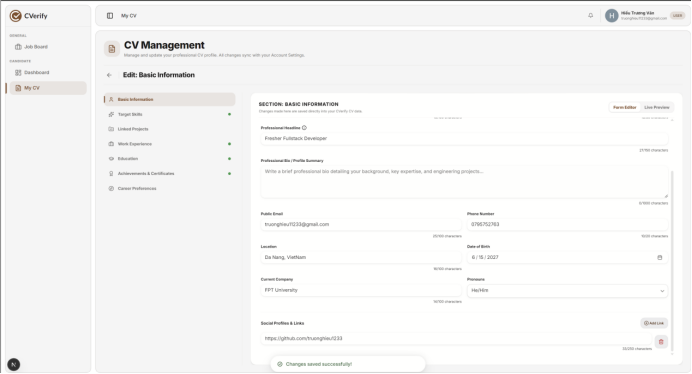 CVerify
My CV
Hiếu Trương Văn
truonghieu11233@gmail.com
USER
GENERAL
Job Board
CANDIDATE
Dashboard
My CV
CV Management
Manage and update your professional CV profile. All changes sync with your Account Settings.
Edit: Basic Information
Basic Information
Target Skills
Linked Projects
Work Experience
Education
Achievements & Certificates
Career Preferences
SECTION: BASIC INFORMATION
Changes made here are saved directly into your CVerify CV data.
Form Editor
Live Preview
Professional Headline
Fresher Fullstack Developer
27/150 characters
Professional Bio / Profile Summary
Write a brief professional bio detailing your background, key expertise, and engineering projects...
0/1500 characters
Public Email
Phone Number
truonghieu11233@gmail.com
0795752763
25/100 characters
10/20 characters
Location
Date of Birth
Da Nang, VietNam
6 / 15 / 2027
16/100 characters
Current Company
Pronouns
FPT University
He/Him
14/100 characters
Social Profiles & Links
Add Link
https://github.com/truonghieu1233
33/255 characters
Changes saved successfully!
N